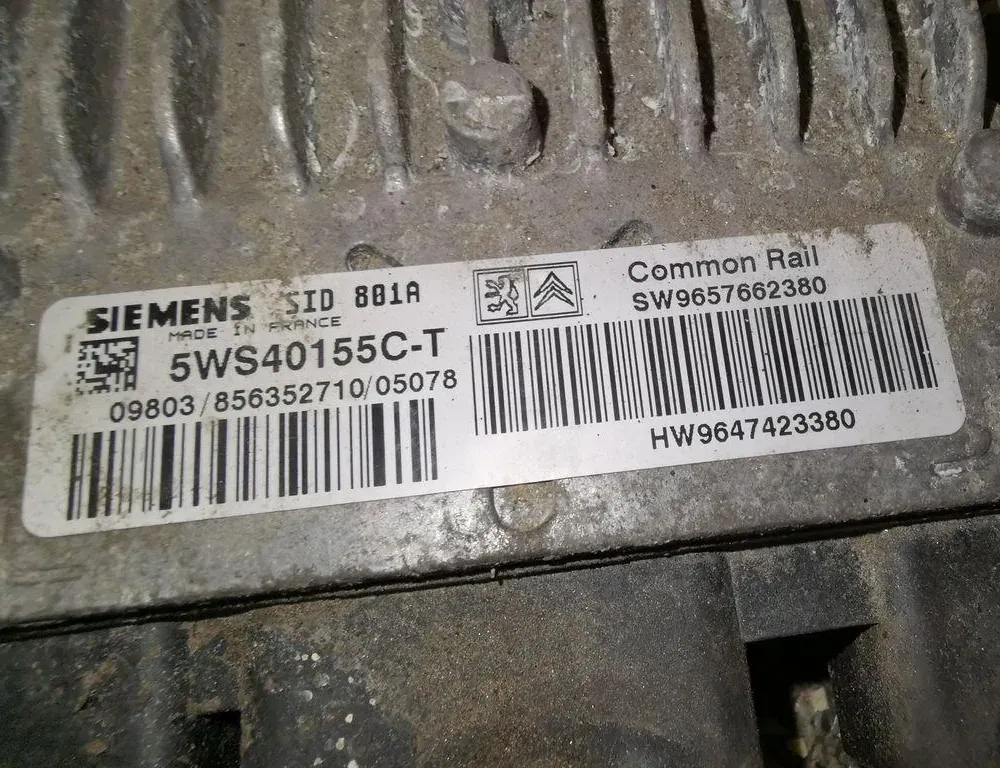 SIEMENS SID 801A
MADE IN FRANCE
5WS40155C-T
09803/856352710/05078
Common Rail
SW9657662380
HW9647423380